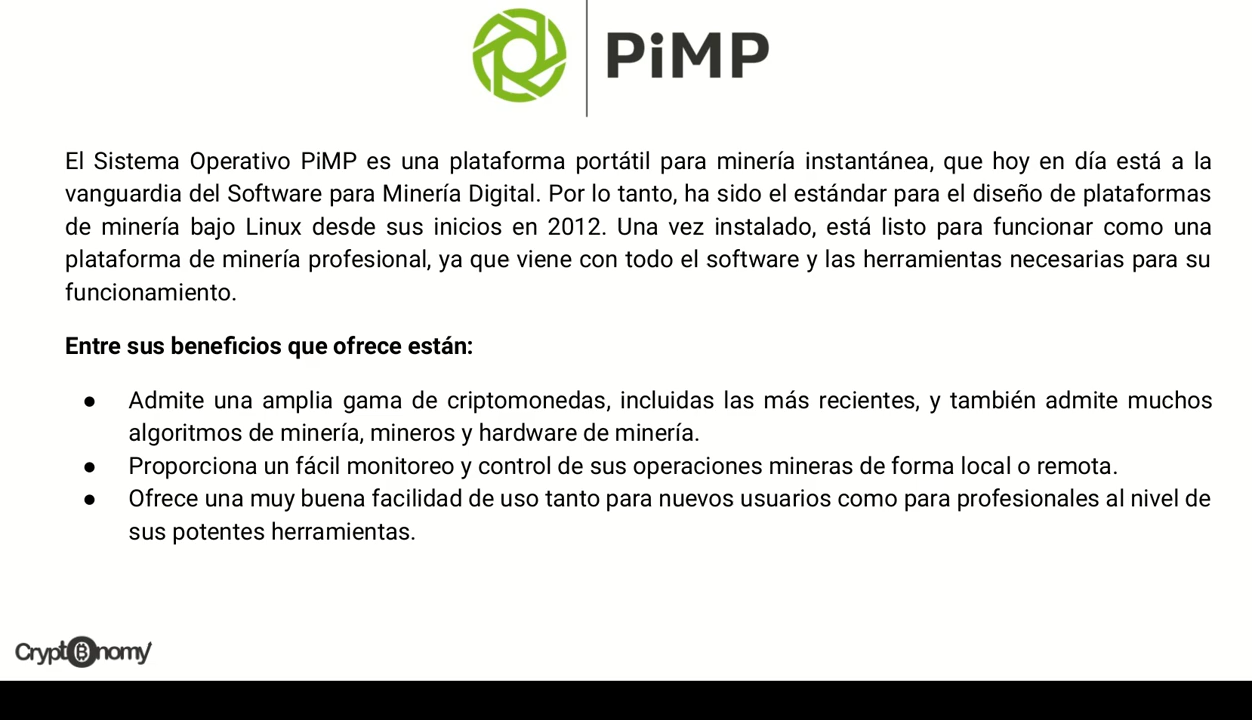 PiMP
El Sistema Operativo PiMP es una plataforma portátil para minería instantánea, que hoy en día está a la
vanguardia del Software para Minería Digital. Por lo tanto, ha sido el estándar para el diseño de plataformas
de minería bajo Linux desde sus inicios en 2012. Una vez instalado, está listo para funcionar como una
plataforma de minería profesional, ya que viene con todo el software y las herramientas necesarias para su
funcionamiento.
Entre sus beneficios que ofrece están:
● Admite una amplia gama de criptomonedas, incluidas las más recientes, y también admite muchos
algoritmos de minería, mineros y hardware de minería.
● Proporciona un fácil monitoreo y control de sus operaciones mineras de forma local o remota.
● Ofrece una muy buena facilidad de uso tanto para nuevos usuarios como para profesionales al nivel de
sus potentes herramientas.
Crypt₿nomy